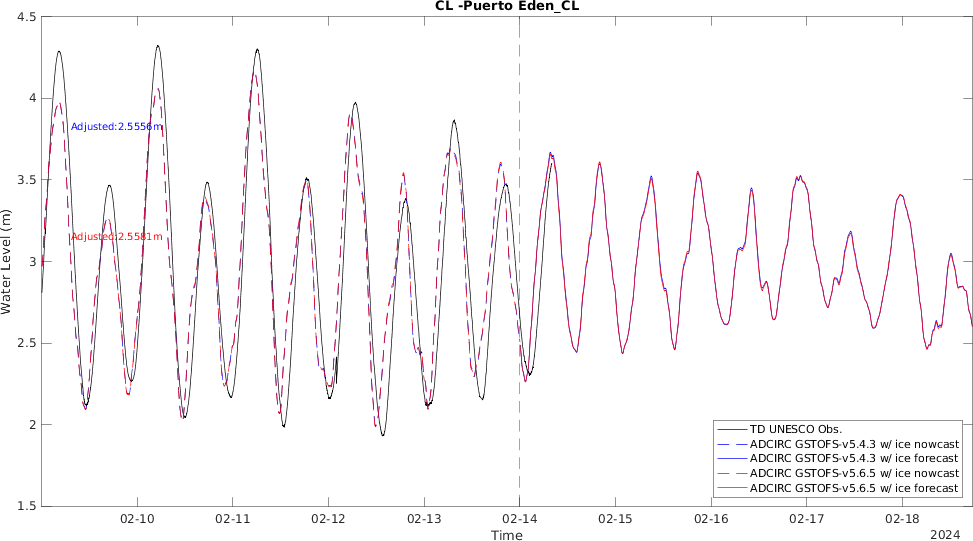 CL -Puerto Eden_CL
4.5
4
3.5
3
2.5
2
1.5
Water Level (m)
Adjusted:2.5556m
Adjusted:2.5581m
TD UNESCO Obs.
ADCIRC GSTOFS-v5.4.3 w/ ice nowcast
ADCIRC GSTOFS-v5.4.3 w/ ice forecast
ADCIRC GSTOFS-v5.6.5 w/ ice nowcast
ADCIRC GSTOFS-v5.6.5 w/ ice forecast
02-10 02-11 02-12 02-13 02-14 02-15 02-16 02-17 02-18
Time
2024